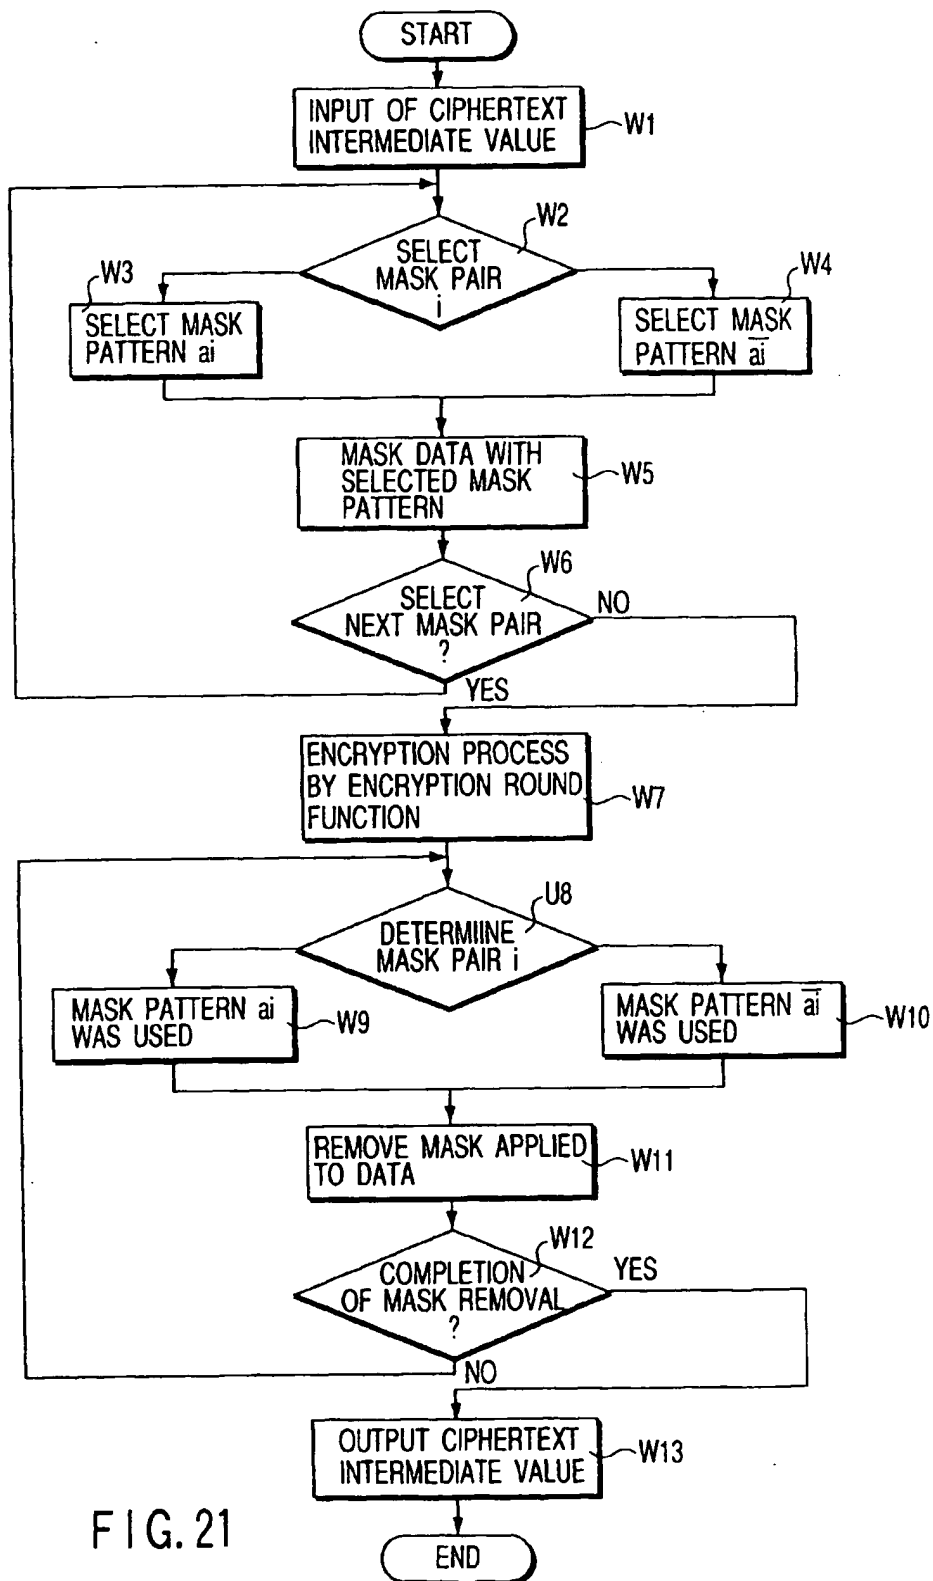 START
INPUT OF CIPHERTEXT
INTERMEDIATE VALUE
W1
W2
SELECT
MASK PAIR
i
W3
SELECT MASK
PATTERN ai
W4
SELECT MASK
PATTERN a̅i̅
MASK DATA WITH
SELECTED MASK
PATTERN
W5
W6
SELECT
NEXT MASK PAIR
?
NO
YES
ENCRYPTION PROCESS
BY ENCRYPTION ROUND
FUNCTION
W7
U8
DETERMIINE
MASK PAIR i
MASK PATTERN ai
WAS USED
W9
MASK PATTERN a̅i̅
WAS USED
W10
REMOVE MASK APPLIED
TO DATA
W11
W12
COMPLETION
OF MASK REMOVAL
?
YES
NO
OUTPUT CIPHERTEXT
INTERMEDIATE VALUE
W13
FIG. 21
END